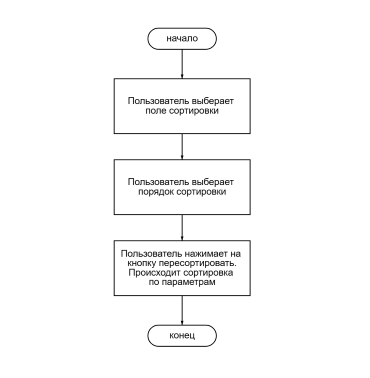 начало
Пользователь выберает
поле сортировки
Пользователь выберает
порядок сортировки
Пользователь нажимает на
кнопку пересортировать.
Происходит сортировка
по параметрам
конец